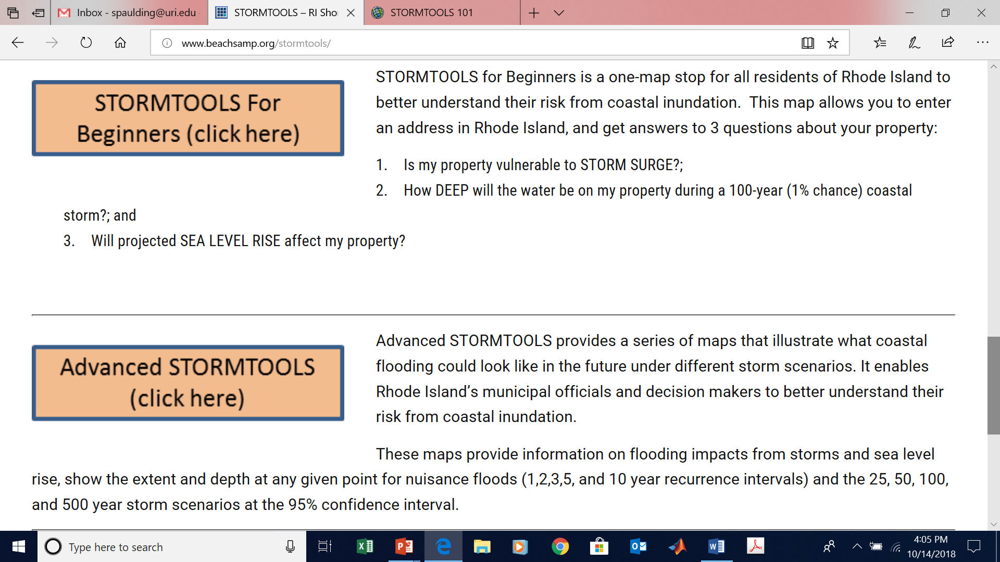 Inbox - spaulding@uri.edu
STORMTOOLS – RI Sho
STORMTOOLS 101
www.beachsamp.org/stormtools/
STORMTOOLS For
Beginners (click here)
STORMTOOLS for Beginners is a one-map stop for all residents of Rhode Island to
better understand their risk from coastal inundation.  This map allows you to enter
an address in Rhode Island, and get answers to 3 questions about your property:
1. Is my property vulnerable to STORM SURGE?;
2. How DEEP will the water be on my property during a 100-year (1% chance) coastal
storm?; and
3. Will projected SEA LEVEL RISE affect my property?
Advanced STORMTOOLS
(click here)
Advanced STORMTOOLS provides a series of maps that illustrate what coastal
flooding could look like in the future under different storm scenarios. It enables
Rhode Island’s municipal officials and decision makers to better understand their
risk from coastal inundation.
These maps provide information on flooding impacts from storms and sea level
rise, show the extent and depth at any given point for nuisance floods (1,2,3,5, and 10 year recurrence intervals) and the 25, 50, 100,
and 500 year storm scenarios at the 95% confidence interval.
Type here to search
4:05 PM
10/14/2018